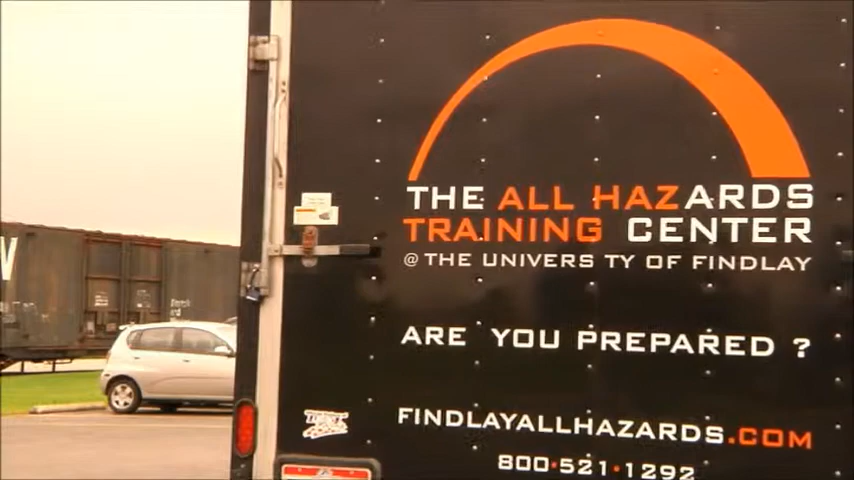 THE ALL HAZARDS
TRAINING CENTER
@ THE UNIVERS TY OF FINDLAY
ARE YOU PREPARED ?
FINDLAYALLHAZARDS.COM
800·521·1292